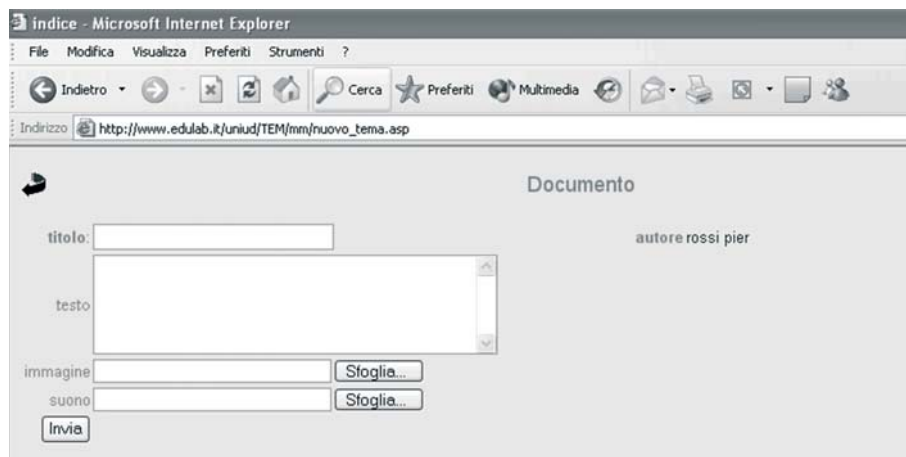 indice - Microsoft Internet Explorer
File Modifica Visualizza Preferiti Strumenti ?
Indietro Cerca Preferiti Multimedia
Indirizzo http://www.edulab.it/uniud/TEM/mm/nuovo_tema.asp
Documento
titolo: autore rossi pier
testo
immagine Sfoglia...
suono Sfoglia...
Invia